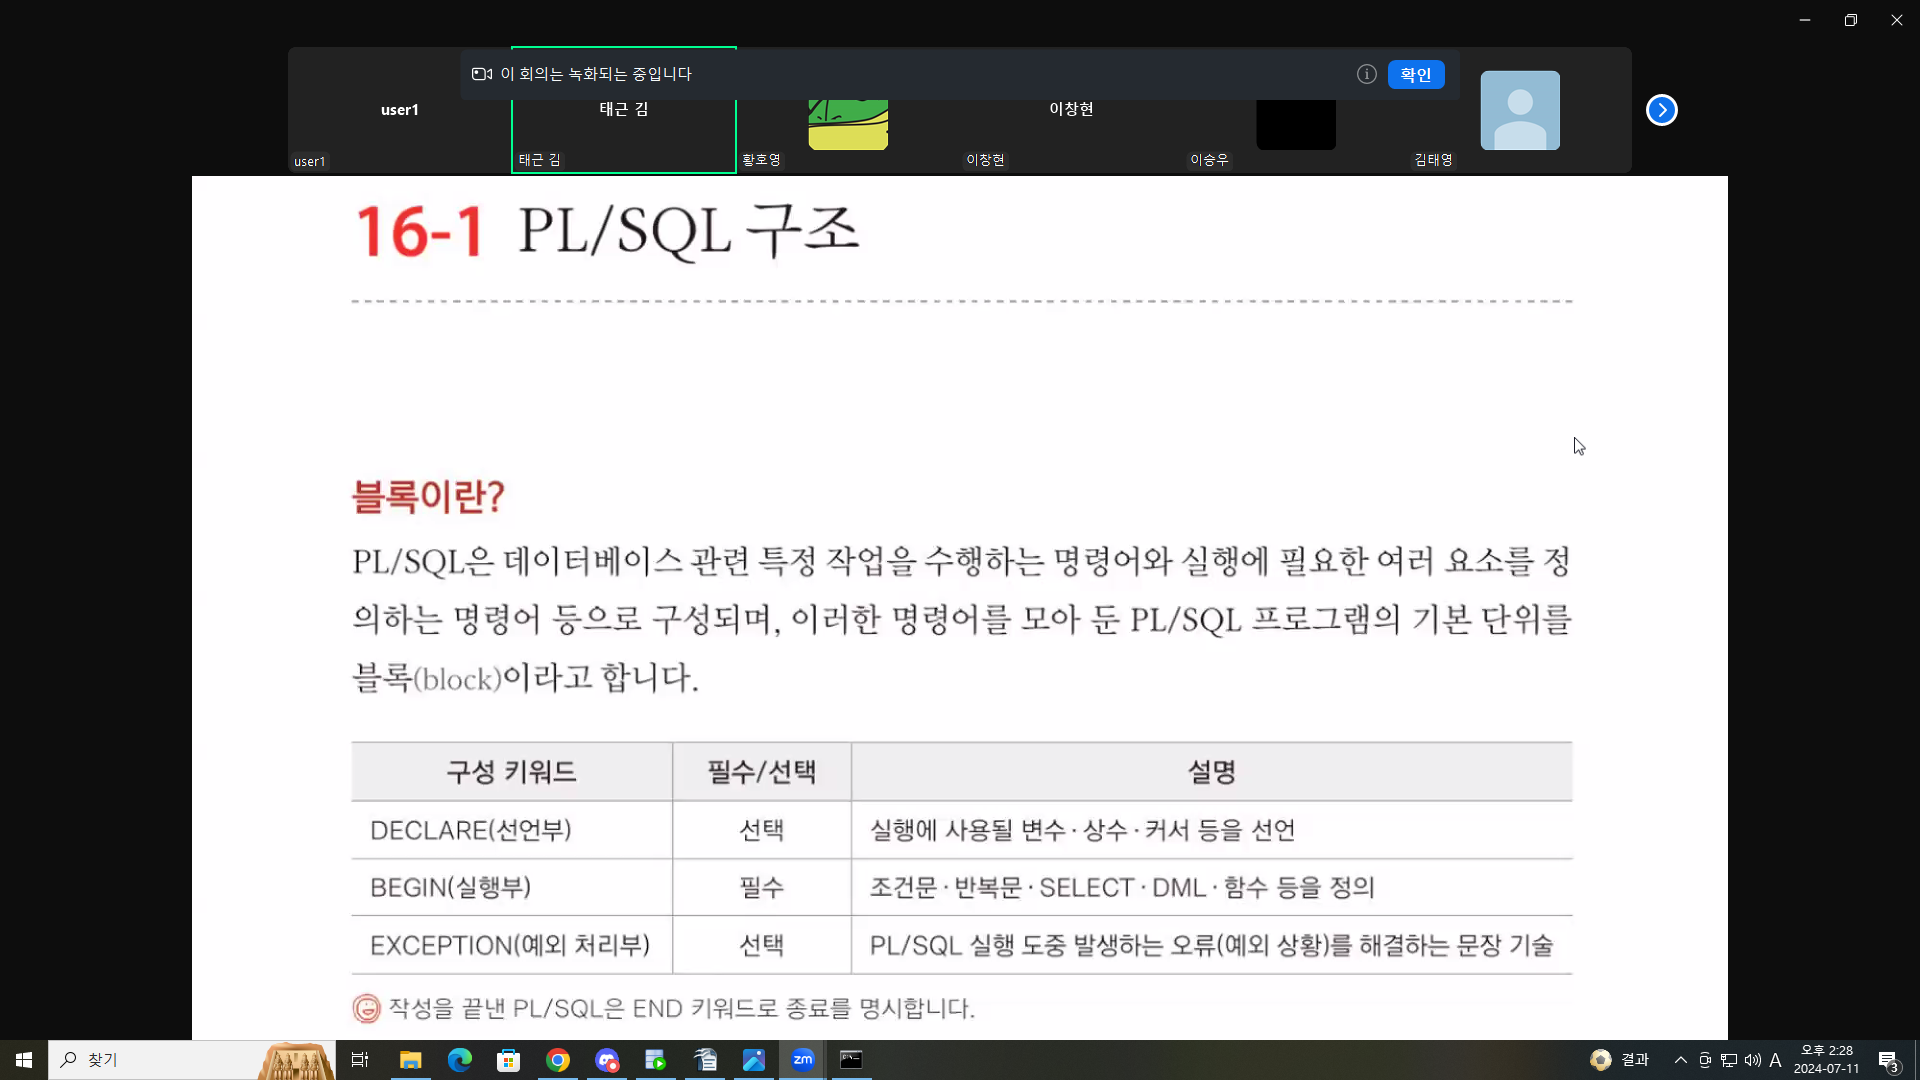 이 회의는 녹화되는 중입니다
확인
user1
태근 김
이창현
user1
태근 김
황호영
이창현
이승우
김태영
16-1 PL/SQL 구조
블록이란?
PL/SQL은 데이터베이스 관련 특정 작업을 수행하는 명령어와 실행에 필요한 여러 요소를 정
의하는 명령어 등으로 구성되며, 이러한 명령어를 모아 둔 PL/SQL 프로그램의 기본 단위를
블록(block)이라고 합니다.
구성 키워드 필수/선택 설명
DECLARE(선언부) 선택 실행에 사용될 변수·상수·커서 등을 선언
BEGIN(실행부) 필수 조건문·반복문·SELECT·DML·함수 등을 정의
EXCEPTION(예외 처리부) 선택 PL/SQL 실행 도중 발생하는 오류(예외 상황)를 해결하는 문장 기술
작성을 끝낸 PL/SQL은 END 키워드로 종료를 명시합니다.
찾기
zm
결과
A
오후 2:28
2024-07-11
3